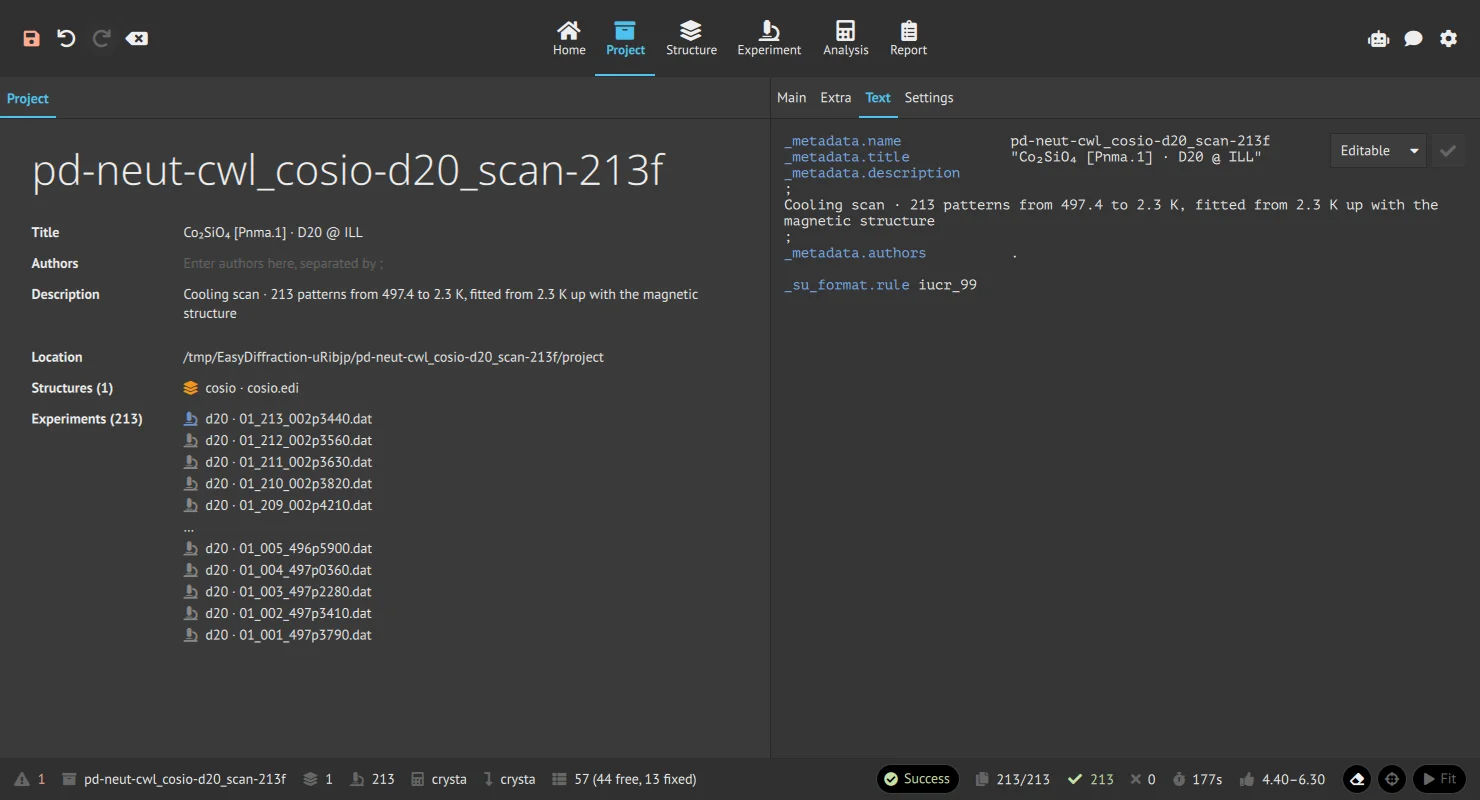 Home
Project
Structure
Experiment
Analysis
Report
Project
Main Extra Text Settings
pd-neut-cwl_cosio-d20_scan-213f
Title Co₂SiO₄ [Pnma.1] · D20 @ ILL
Authors Enter authors here, separated by ;
Description Cooling scan · 213 patterns from 497.4 to 2.3 K, fitted from 2.3 K up with the magnetic
structure
Location /tmp/EasyDiffraction-uRibjp/pd-neut-cwl_cosio-d20_scan-213f/project
Structures (1) cosio · cosio.edi
Experiments (213) d20 · 01_213_002p3440.dat
d20 · 01_212_002p3560.dat
d20 · 01_211_002p3630.dat
d20 · 01_210_002p3820.dat
d20 · 01_209_002p4210.dat
...
d20 · 01_005_496p5900.dat
d20 · 01_004_497p0360.dat
d20 · 01_003_497p2280.dat
d20 · 01_002_497p3410.dat
d20 · 01_001_497p3790.dat
_metadata.name pd-neut-cwl_cosio-d20_scan-213f
_metadata.title "Co₂SiO₄ [Pnma.1] · D20 @ ILL"
_metadata.description
;
Cooling scan · 213 patterns from 497.4 to 2.3 K, fitted from 2.3 K up with the
magnetic structure
;
_metadata.authors .
_su_format.rule iucr_99
Editable
1 pd-neut-cwl_cosio-d20_scan-213f 1 213 crysta crysta 57 (44 free, 13 fixed)
Success 213/213 213 0 177s 4.40–6.30 Fit